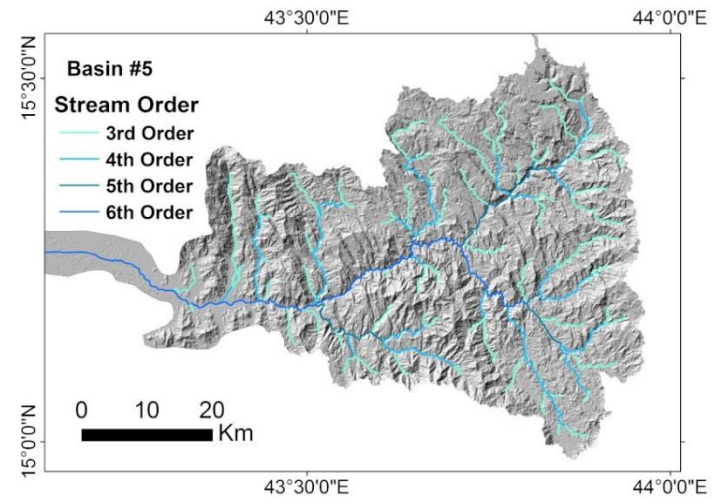 43°30'0"E 44°0'0"E
15°30'0"N
Basin #5
Stream Order
3rd Order
4th Order
5th Order
6th Order
0 10 20
Km
15°0'0"N
43°30'0"E 44°0'0"E